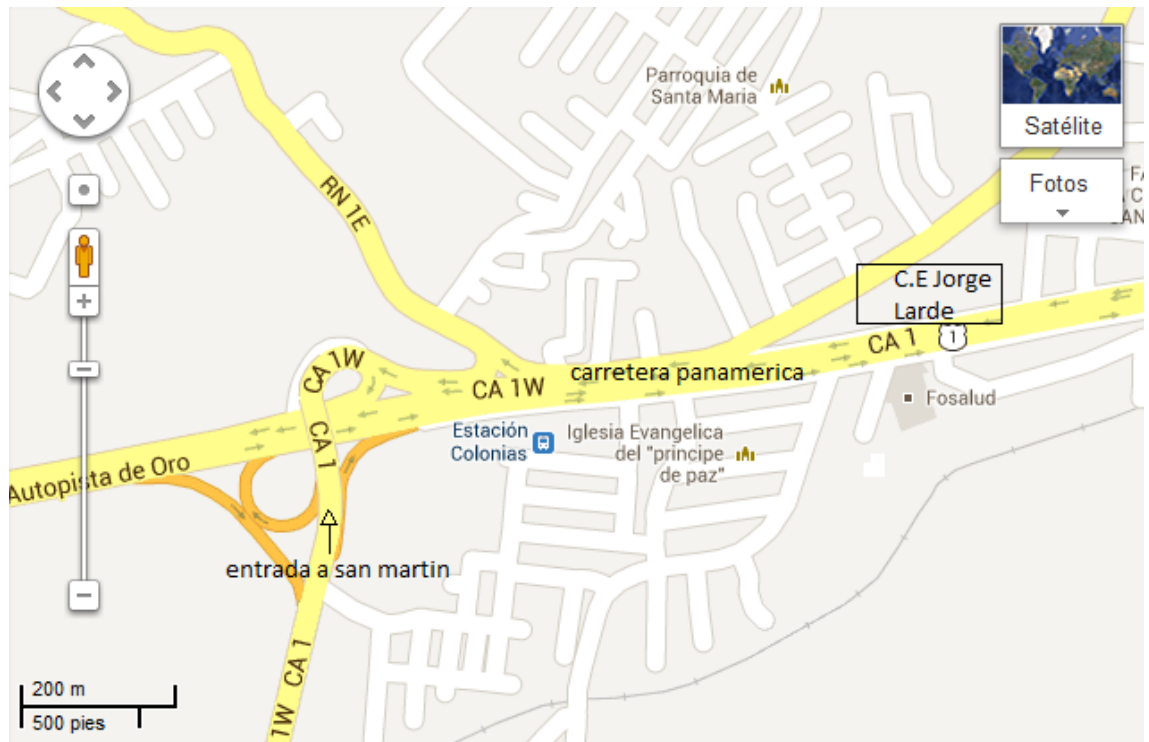 Parroquia de
Santa Maria
Satélite
Fotos
RN 1E
C.E Jorge
Larde
CA 1
1
CA 1W
CA 1W
carretera panamerica
Fosalud
Estación
Colonias
Iglesia Evangelica
del "principe
de paz"
CA 1
Autopista de Oro
entrada a san martin
CA 1
1W
200 m
500 pies